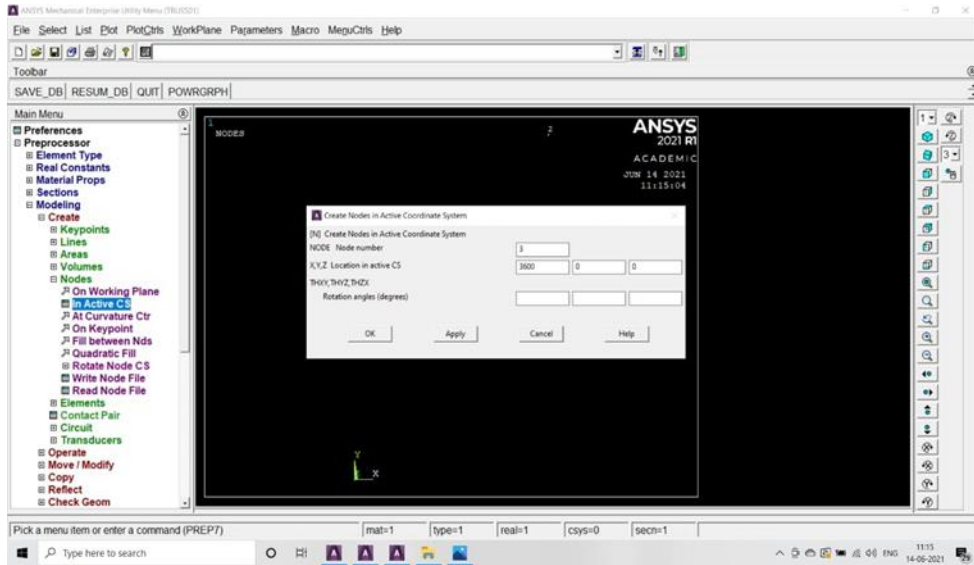 ANSYS Mechanical Enterprise Utility Menu (TRUSS01)
File Select List Plot PlotCtrls WorkPlane Parameters Macro MenuCtrls Help
Toolbar
SAVE_DB RESUM_DB QUIT POWRGRPH
Main Menu
Preferences
Preprocessor
Element Type
Real Constants
Material Props
Sections
Modeling
Create
Keypoints
Lines
Areas
Volumes
Nodes
On Working Plane
In Active CS
At Curvature Ctr
On Keypoint
Fill between Nds
Quadratic Fill
Rotate Node CS
Write Node File
Read Node File
Elements
Contact Pair
Circuit
Transducers
Operate
Move / Modify
Copy
Reflect
Check Geom
1
NODES
2
ANSYS
2021 R1
ACADEMIC
JUN 14 2021
11:15:04
Create Nodes in Active Coordinate System
[N] Create Nodes in Active Coordinate System
NODE Node number 3
X,Y,Z Location in active CS 3600 0 0
THXY,THYZ,THZX
Rotation angles (degrees)
OK Apply Cancel Help
Y
X
1
3
Pick a menu item or enter a command (PREP7) mat=1 type=1 real=1 csys=0 secn=1
Type here to search
ENG
11:15
14-06-2021